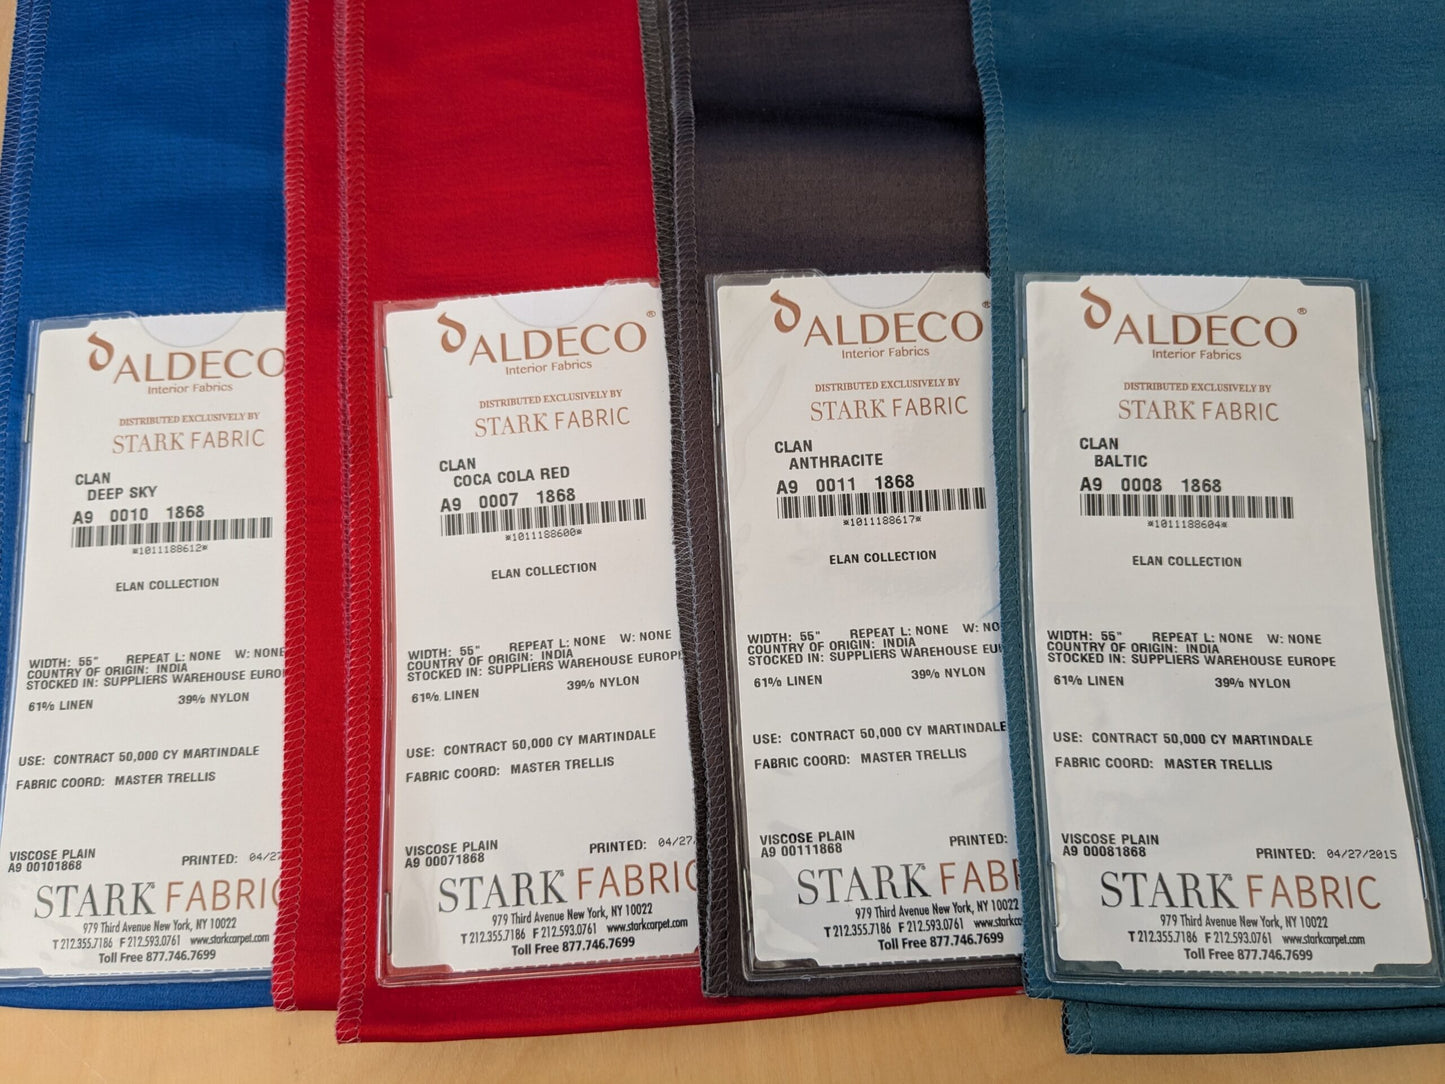 ALDECO
Interior Fabrics
DISTRIBUTED EXCLUSIVELY BY
STARK FABRIC
CLAN
DEEP SKY
A9 0010 1868
*1011188612*
ELAN COLLECTION
WIDTH: 55" REPEAT L: NONE W: NONE
COUNTRY OF ORIGIN: INDIA
STOCKED IN: SUPPLIERS WAREHOUSE EURO
61% LINEN 39% NYLON
USE: CONTRACT 50,000 CY MARTINDALE
FABRIC COORD: MASTER TRELLIS
VISCOSE PLAIN
A9 00101868 PRINTED: 04/27
STARK FABRIC
979 Third Avenue New York, NY 10022
T 212.355.7186 F 212.593.0761 www.starkcarpet.com
Toll Free 877.746.7699
ALDECO®
Interior Fabrics
DISTRIBUTED EXCLUSIVELY BY
STARK FABRIC
CLAN
COCA COLA RED
A9 0007 1868
*1011188600*
ELAN COLLECTION
WIDTH: 55" REPEAT L: NONE W: NONE
COUNTRY OF ORIGIN: INDIA
STOCKED IN: SUPPLIERS WAREHOUSE EUROP
61% LINEN 39% NYLON
USE: CONTRACT 50,000 CY MARTINDALE
FABRIC COORD: MASTER TRELLIS
VISCOSE PLAIN
A9 00071868 PRINTED: 04/27
STARK FABRIC
979 Third Avenue New York, NY 10022
T 212.355.7186 F 212.593.0761 www.starkcarpet.com
Toll Free 877.746.7699
ALDECO®
Interior Fabrics
DISTRIBUTED EXCLUSIVELY BY
STARK FABRIC
CLAN
ANTHRACITE
A9 0011 1868
*1011188617*
ELAN COLLECTION
WIDTH: 55" REPEAT L: NONE W: NO
COUNTRY OF ORIGIN: INDIA
STOCKED IN: SUPPLIERS WAREHOUSE EU
61% LINEN 39% NYLON
USE: CONTRACT 50,000 CY MARTINDALE
FABRIC COORD: MASTER TRELLIS
VISCOSE PLAIN
A9 00111868 PRINTED:
STARK FAB
979 Third Avenue New York, NY 10022
T 212.355.7186 F 212.593.0761 www.starkc
Toll Free 877.746.7699
ALDECO®
Interior Fabrics
DISTRIBUTED EXCLUSIVELY BY
STARK FABRIC
CLAN
BALTIC
A9 0008 1868
*1011188604*
ELAN COLLECTION
WIDTH: 55" REPEAT L: NONE W: NONE
COUNTRY OF ORIGIN: INDIA
STOCKED IN: SUPPLIERS WAREHOUSE EUROPE
61% LINEN 39% NYLON
USE: CONTRACT 50,000 CY MARTINDALE
FABRIC COORD: MASTER TRELLIS
VISCOSE PLAIN
A9 00081868 PRINTED: 04/27/2015
STARK FABRIC
979 Third Avenue New York, NY 10022
T 212.355.7186 F 212.593.0761 www.starkcarpet.com
Toll Free 877.746.7699